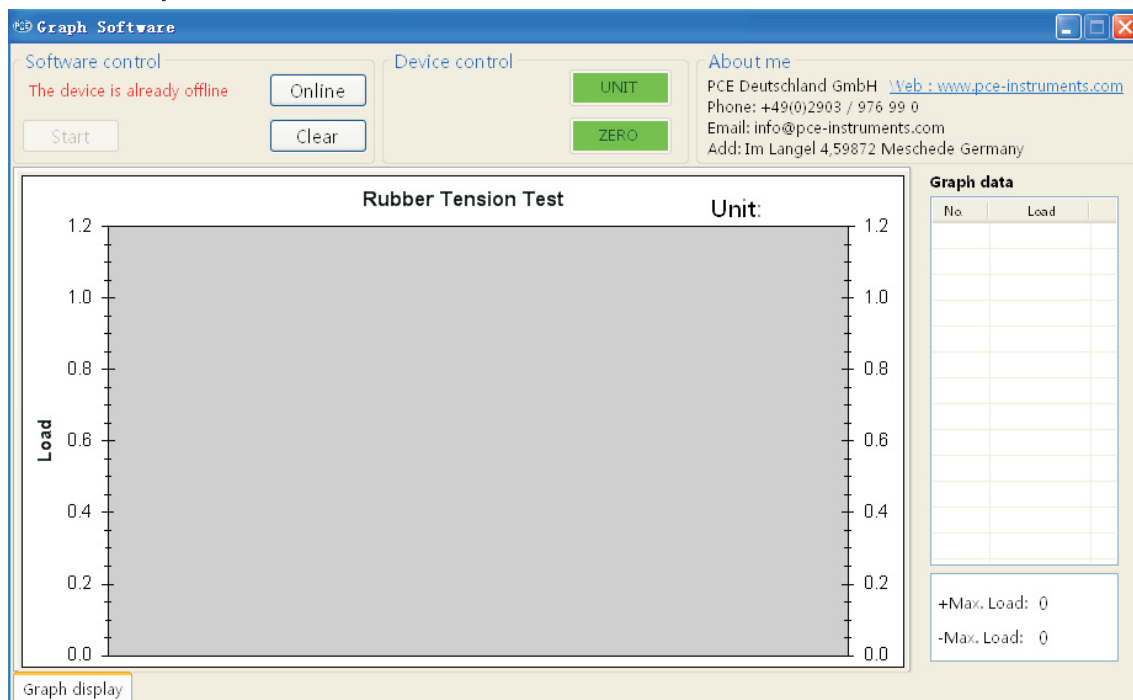 PCE Graph Software
Software control
The device is already offline
Online
Start
Clear
Device control
UNIT
ZERO
About me
PCE Deutschland GmbH Web : www.pce-instruments.com
Phone: +49(0)2903 / 976 99 0
Email: info@pce-instruments.com
Add: Im Langel 4,59872 Meschede Germany
Rubber Tension Test
Unit:
Load
1.2 1.2
1.0 1.0
0.8 0.8
0.6 0.6
0.4 0.4
0.2 0.2
0.0 0.0
Graph data
No. Load
+Max. Load: 0
-Max. Load: 0
Graph display